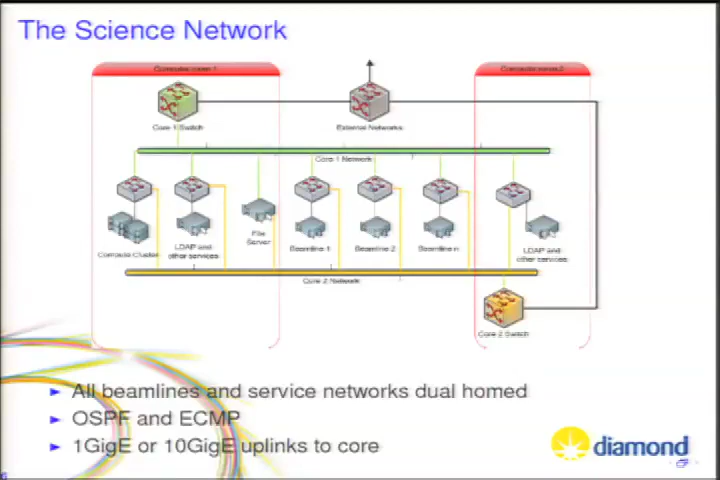 The Science Network
Computer room 1
Computer room 2
Core 1 Switch
External Networks
Core 1 Network
Compute Cluster
LDAP and
other services
File
Server
Beamline 1
Beamline 2
Beamline n
LDAP and
other services
Core 2 Network
Core 2 Switch
All beamlines and service networks dual homed
OSPF and ECMP
1GigE or 10GigE uplinks to core
diamond